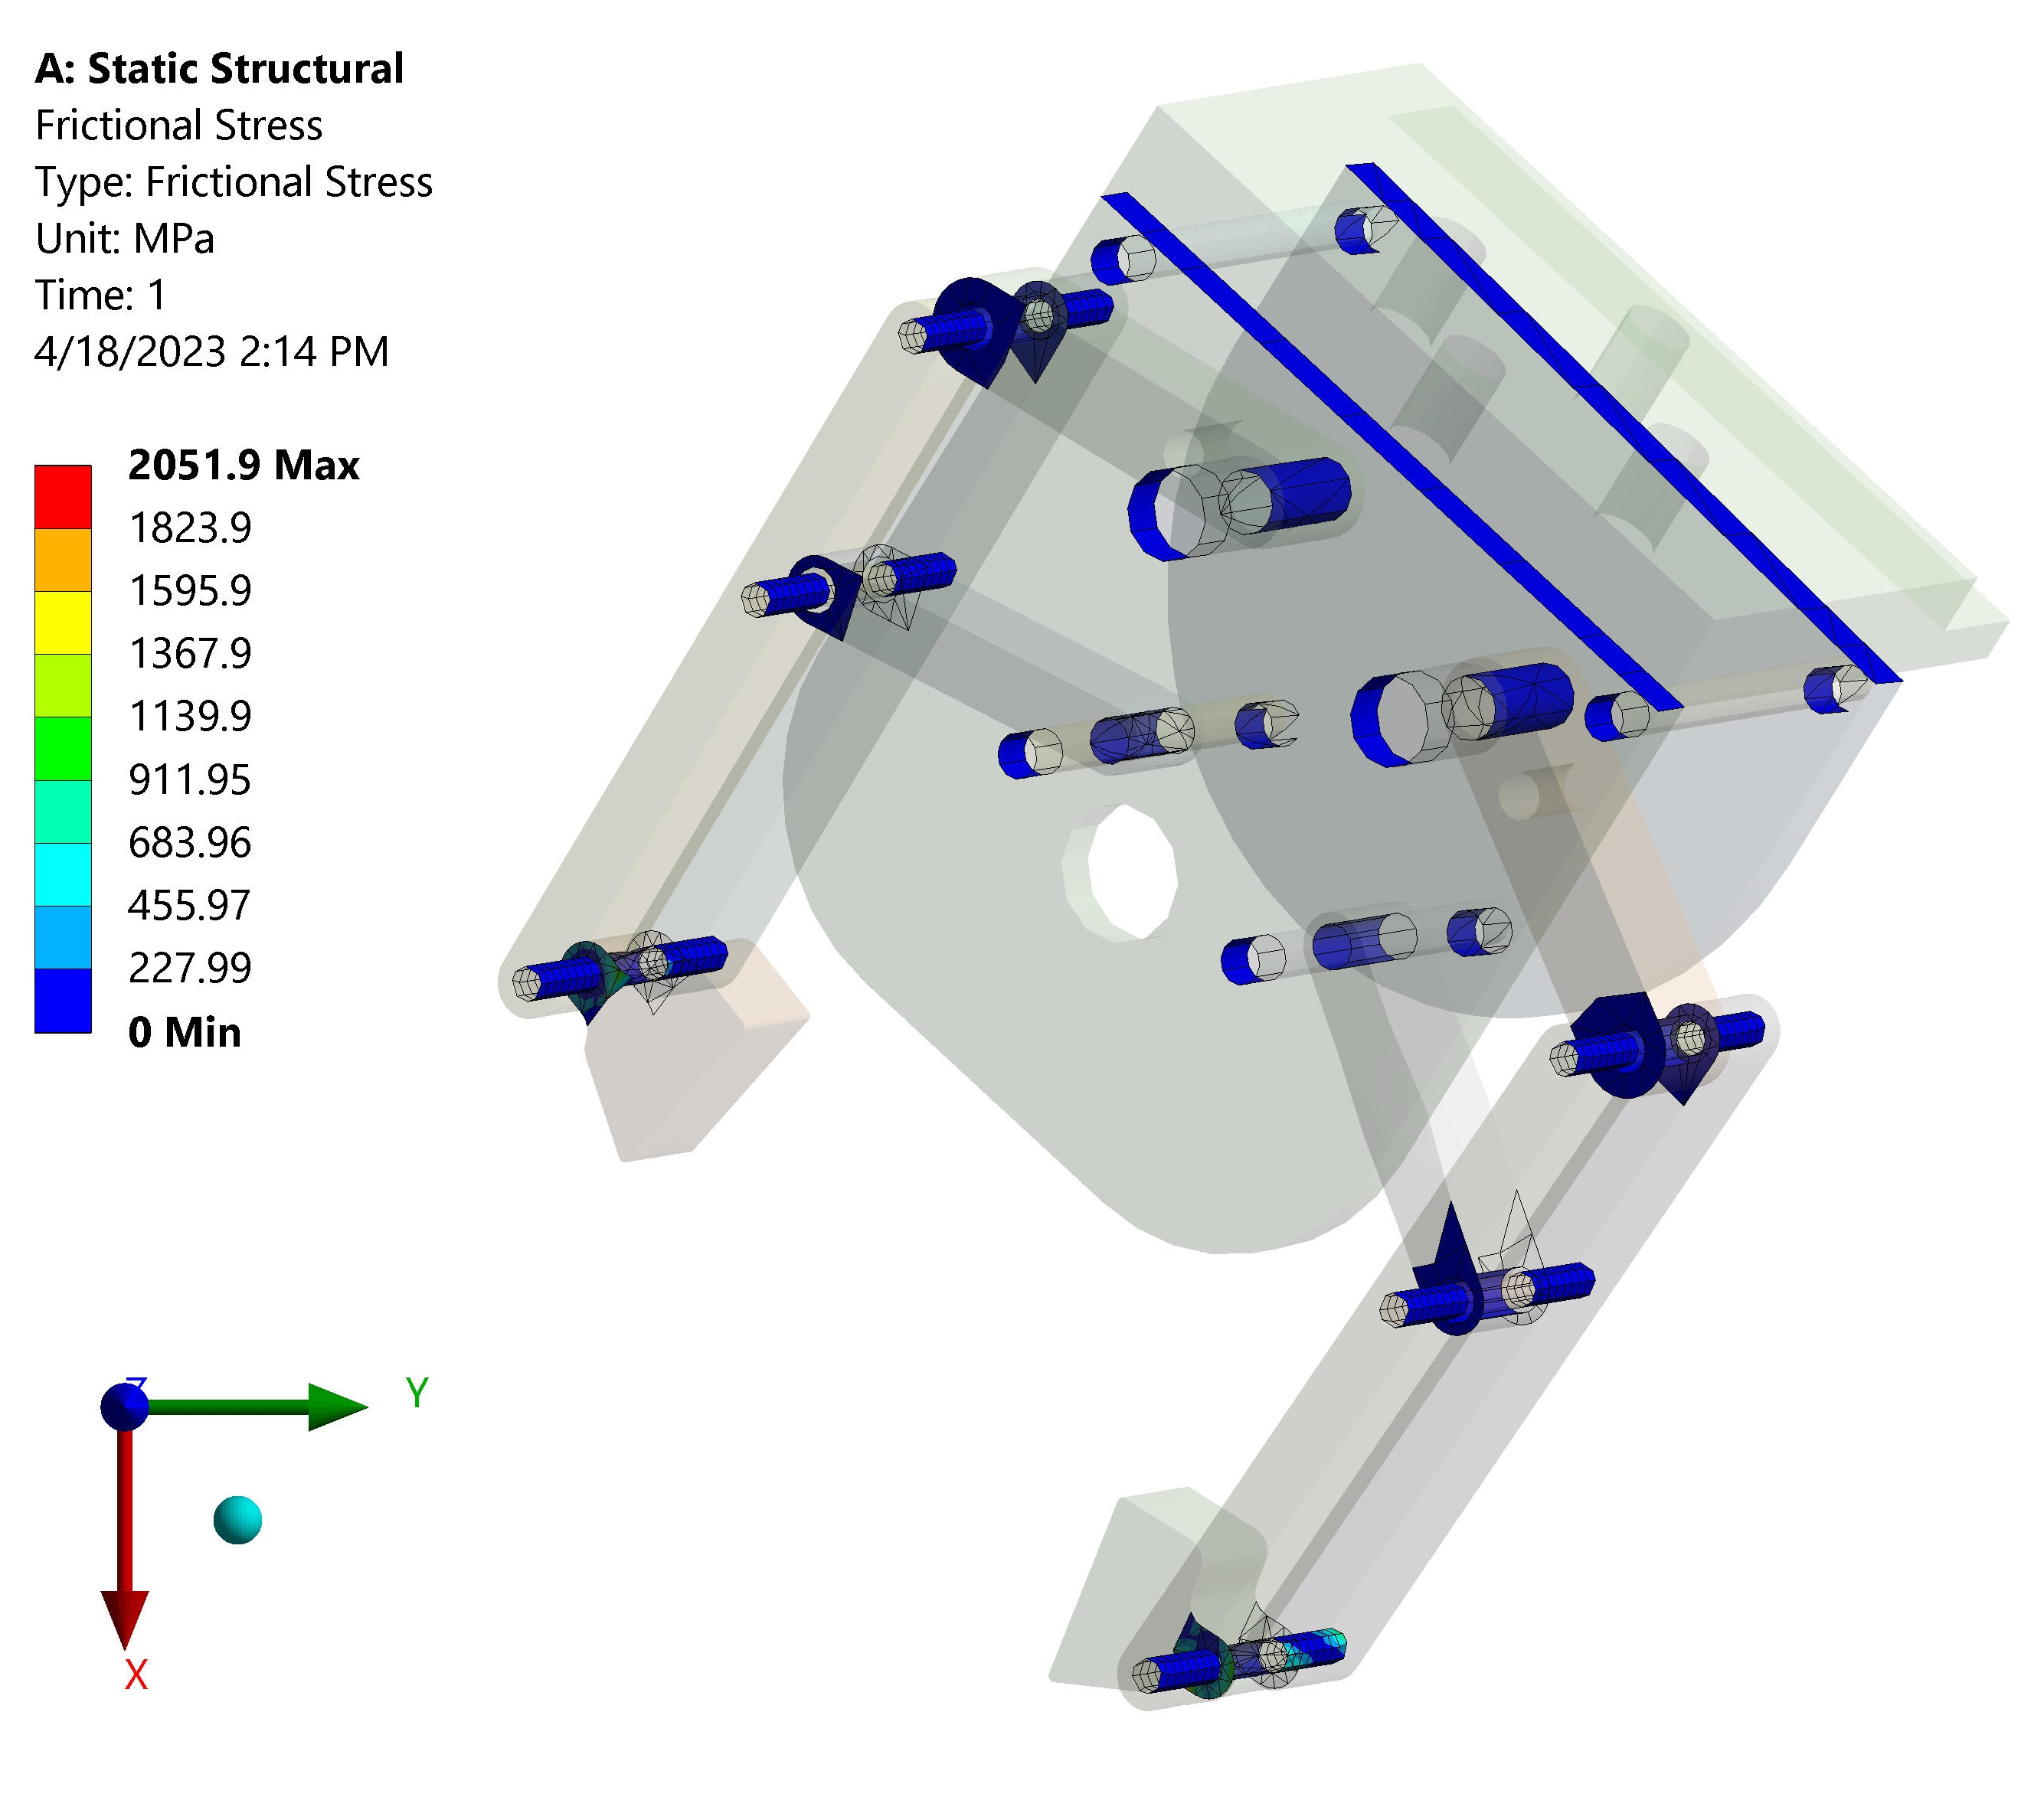 A: Static Structural
Frictional Stress
Type: Frictional Stress
Unit: MPa
Time: 1
4/18/2023 2:14 PM
2051.9 Max
1823.9
1595.9
1367.9
1139.9
911.95
683.96
455.97
227.99
0 Min
Z
Y
X